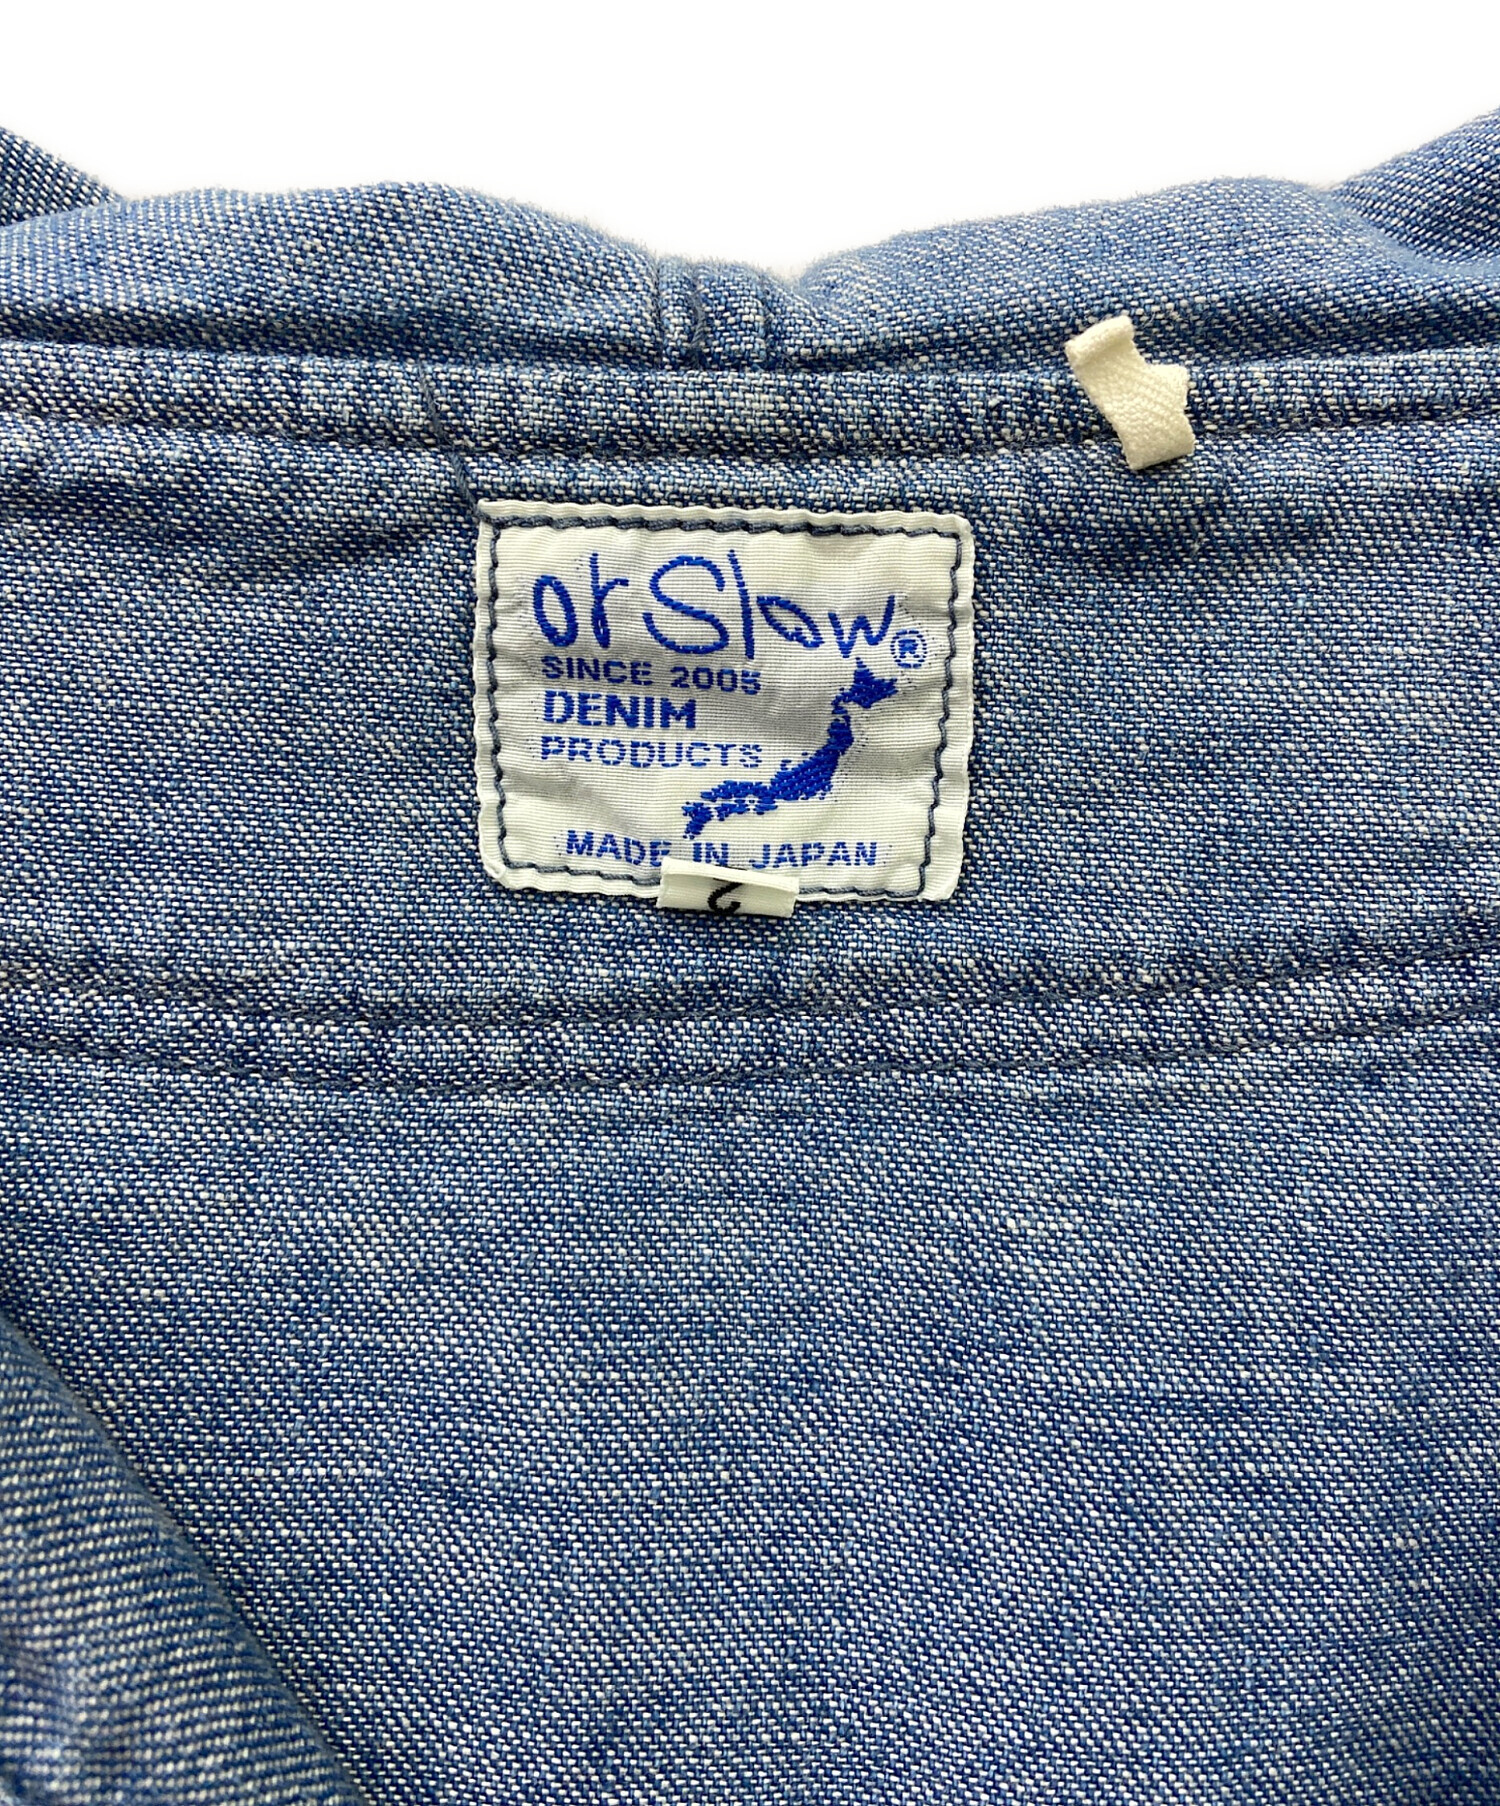 orSlow®
SINCE 2005
DENIM
PRODUCTS
MADE IN JAPAN
2